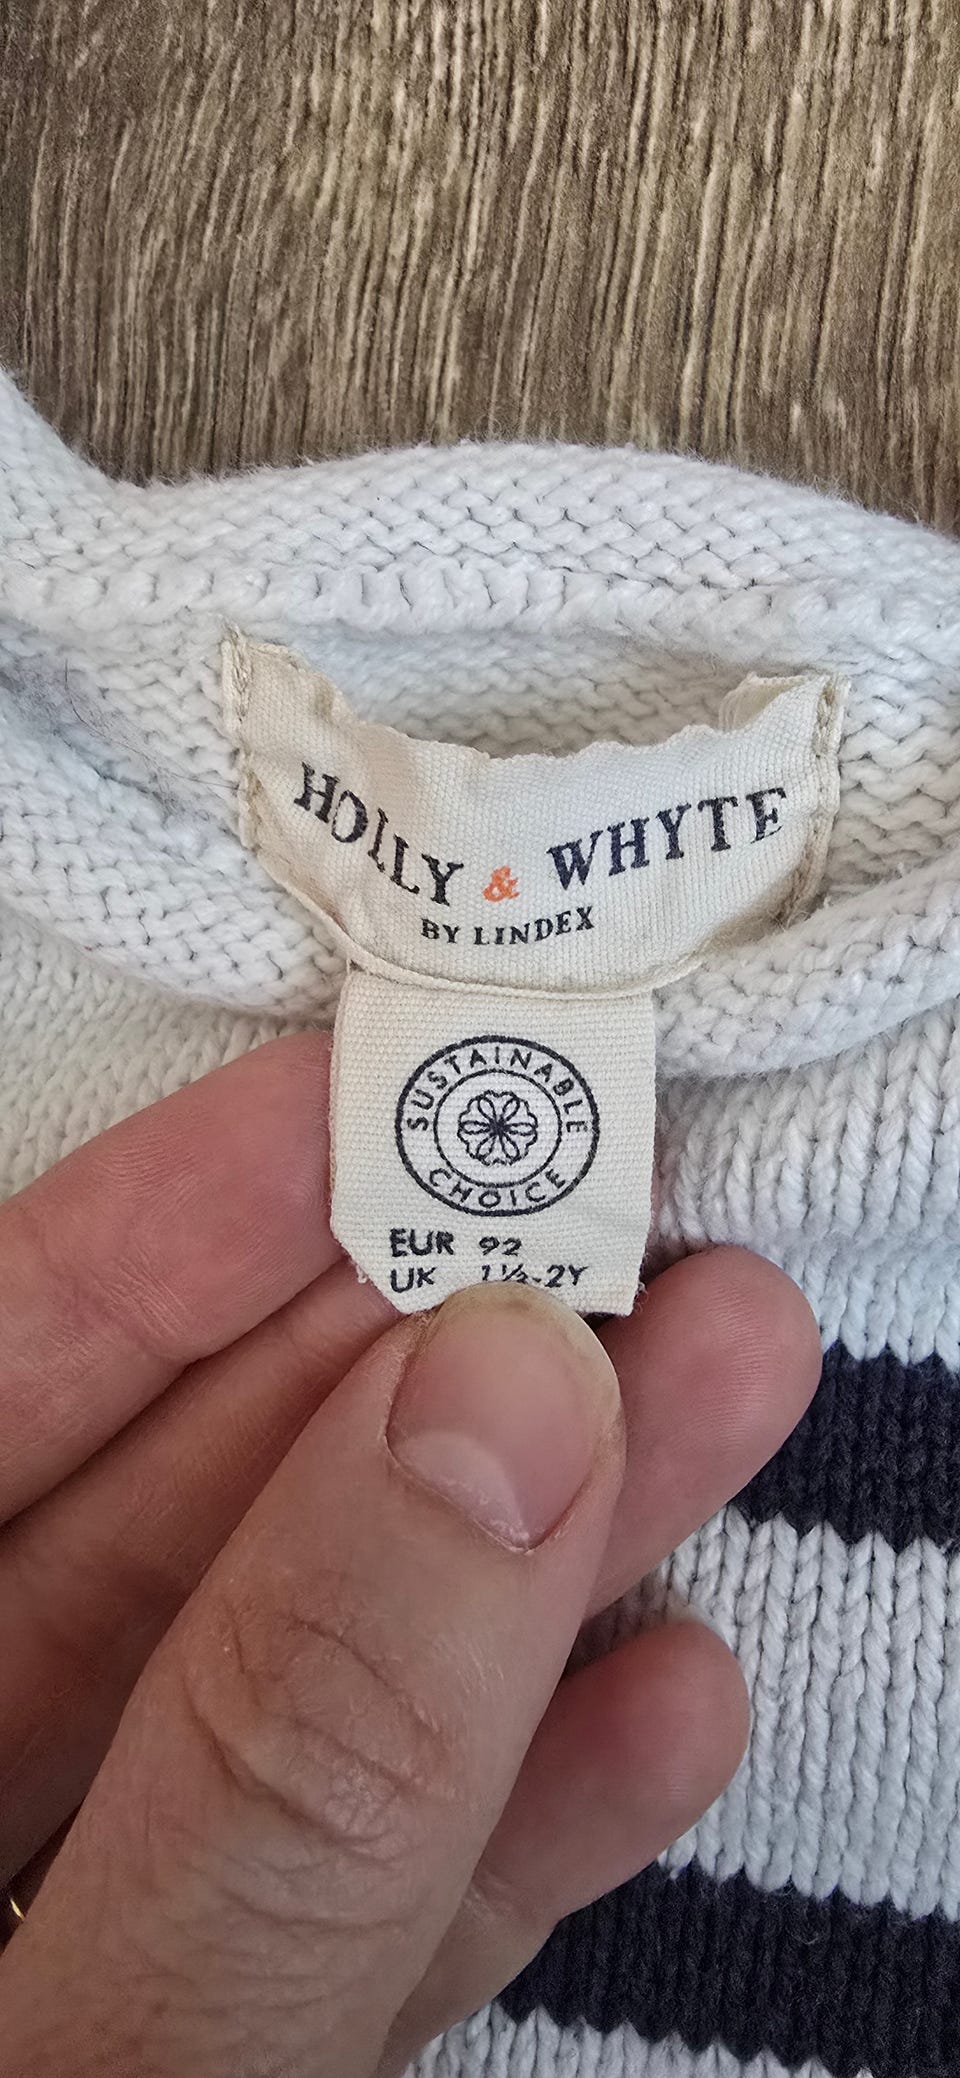 HOLLY & WHYTE
BY LINDEX
SUSTAINABLE
CHOICE
EUR 92
UK 1½-2Y